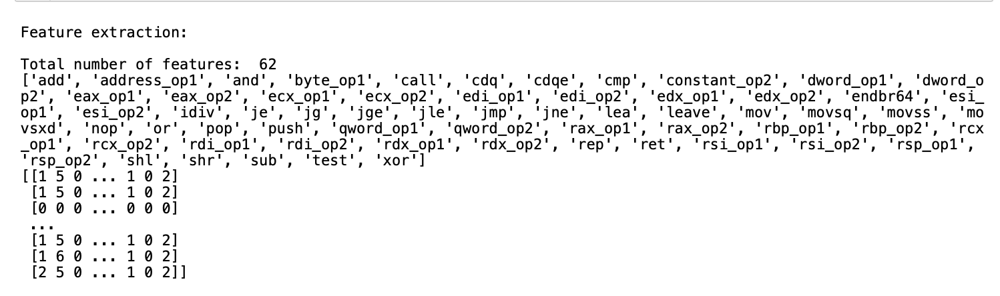 Feature extraction:
Total number of features:  62
['add', 'address_op1', 'and', 'byte_op1', 'call', 'cdq', 'cdqe', 'cmp', 'constant_op2', 'dword_op1', 'dword_o
p2', 'eax_op1', 'eax_op2', 'ecx_op1', 'ecx_op2', 'edi_op1', 'edi_op2', 'edx_op1', 'edx_op2', 'endbr64', 'esi_
op1', 'esi_op2', 'idiv', 'je', 'jg', 'jge', 'jle', 'jmp', 'jne', 'lea', 'leave', 'mov', 'movsq', 'movss', 'mo
vsxd', 'nop', 'or', 'pop', 'push', 'qword_op1', 'qword_op2', 'rax_op1', 'rax_op2', 'rbp_op1', 'rbp_op2', 'rcx
_op1', 'rcx_op2', 'rdi_op1', 'rdi_op2', 'rdx_op1', 'rdx_op2', 'rep', 'ret', 'rsi_op1', 'rsi_op2', 'rsp_op1',
'rsp_op2', 'shl', 'shr', 'sub', 'test', 'xor']
[[1 5 0 ... 1 0 2]
 [1 5 0 ... 1 0 2]
 [0 0 0 ... 0 0 0]
 ...
 [1 5 0 ... 1 0 2]
 [1 6 0 ... 1 0 2]
 [2 5 0 ... 1 0 2]]